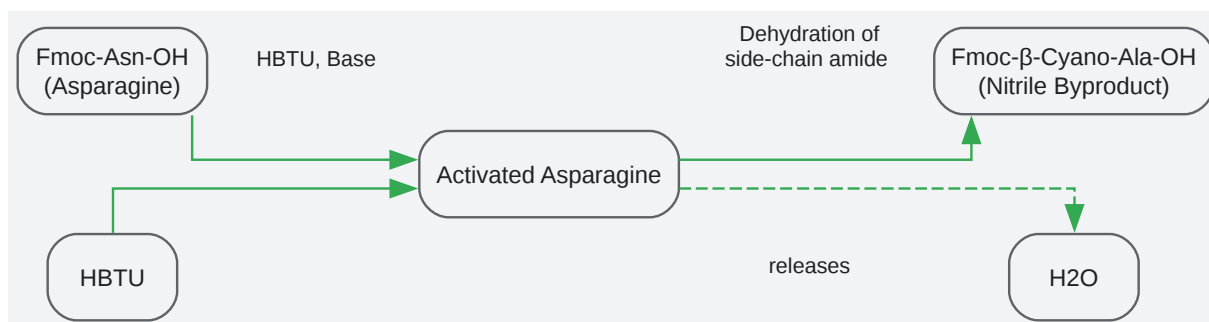 Fmoc-Asn-OH
(Asparagine)
HBTU, Base
Dehydration of
side-chain amide
Fmoc-β-Cyano-Ala-OH
(Nitrile Byproduct)
Activated Asparagine
HBTU
releases
H2O